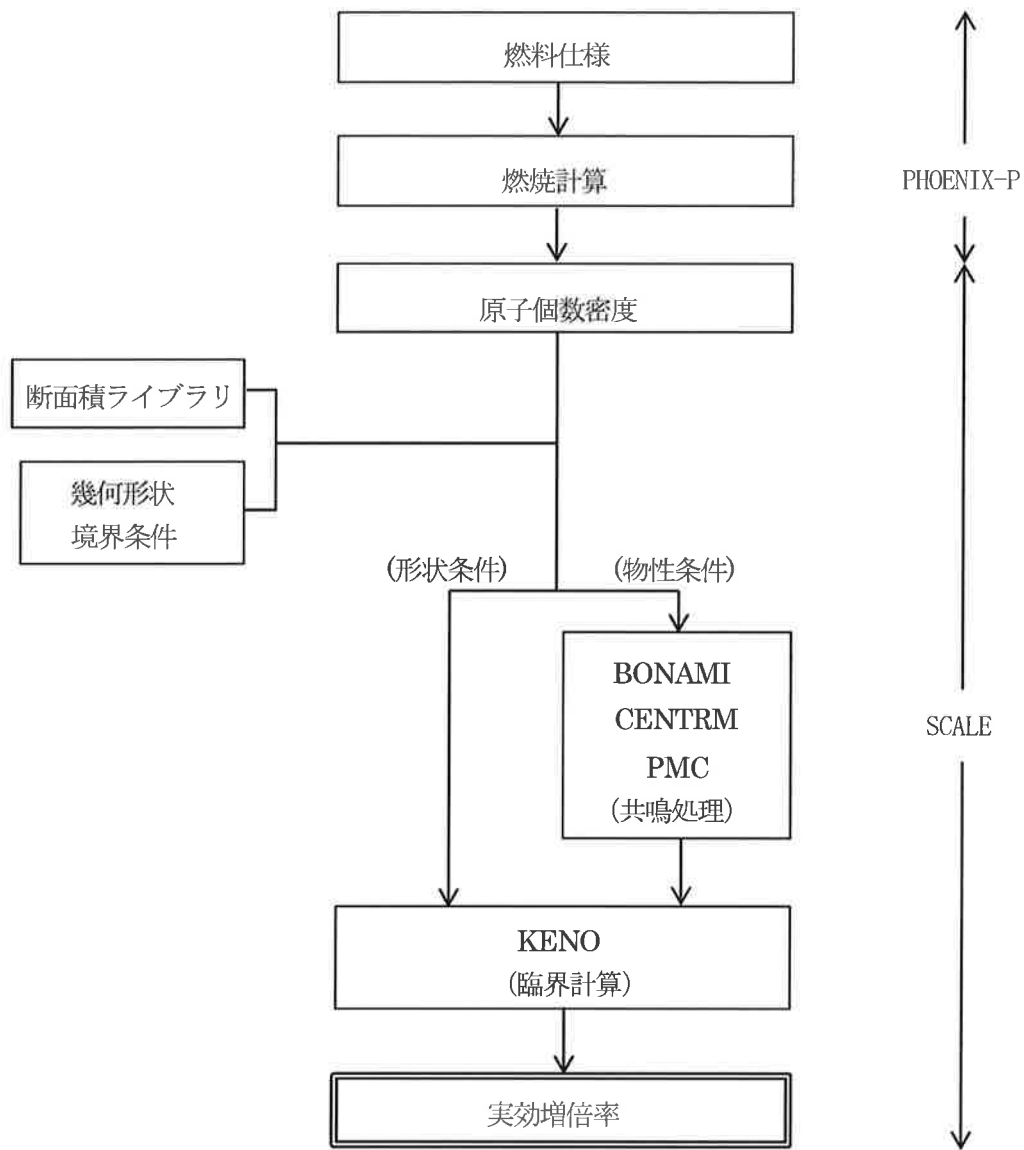 燃料仕様
燃焼計算
PHOENIX-P
原子個数密度
断面積ライブラリ
幾何形状
境界条件
(形状条件)
(物性条件)
BONAMI
CENTRM
PMC
(共鳴処理)
SCALE
KENO
(臨界計算)
実効増倍率